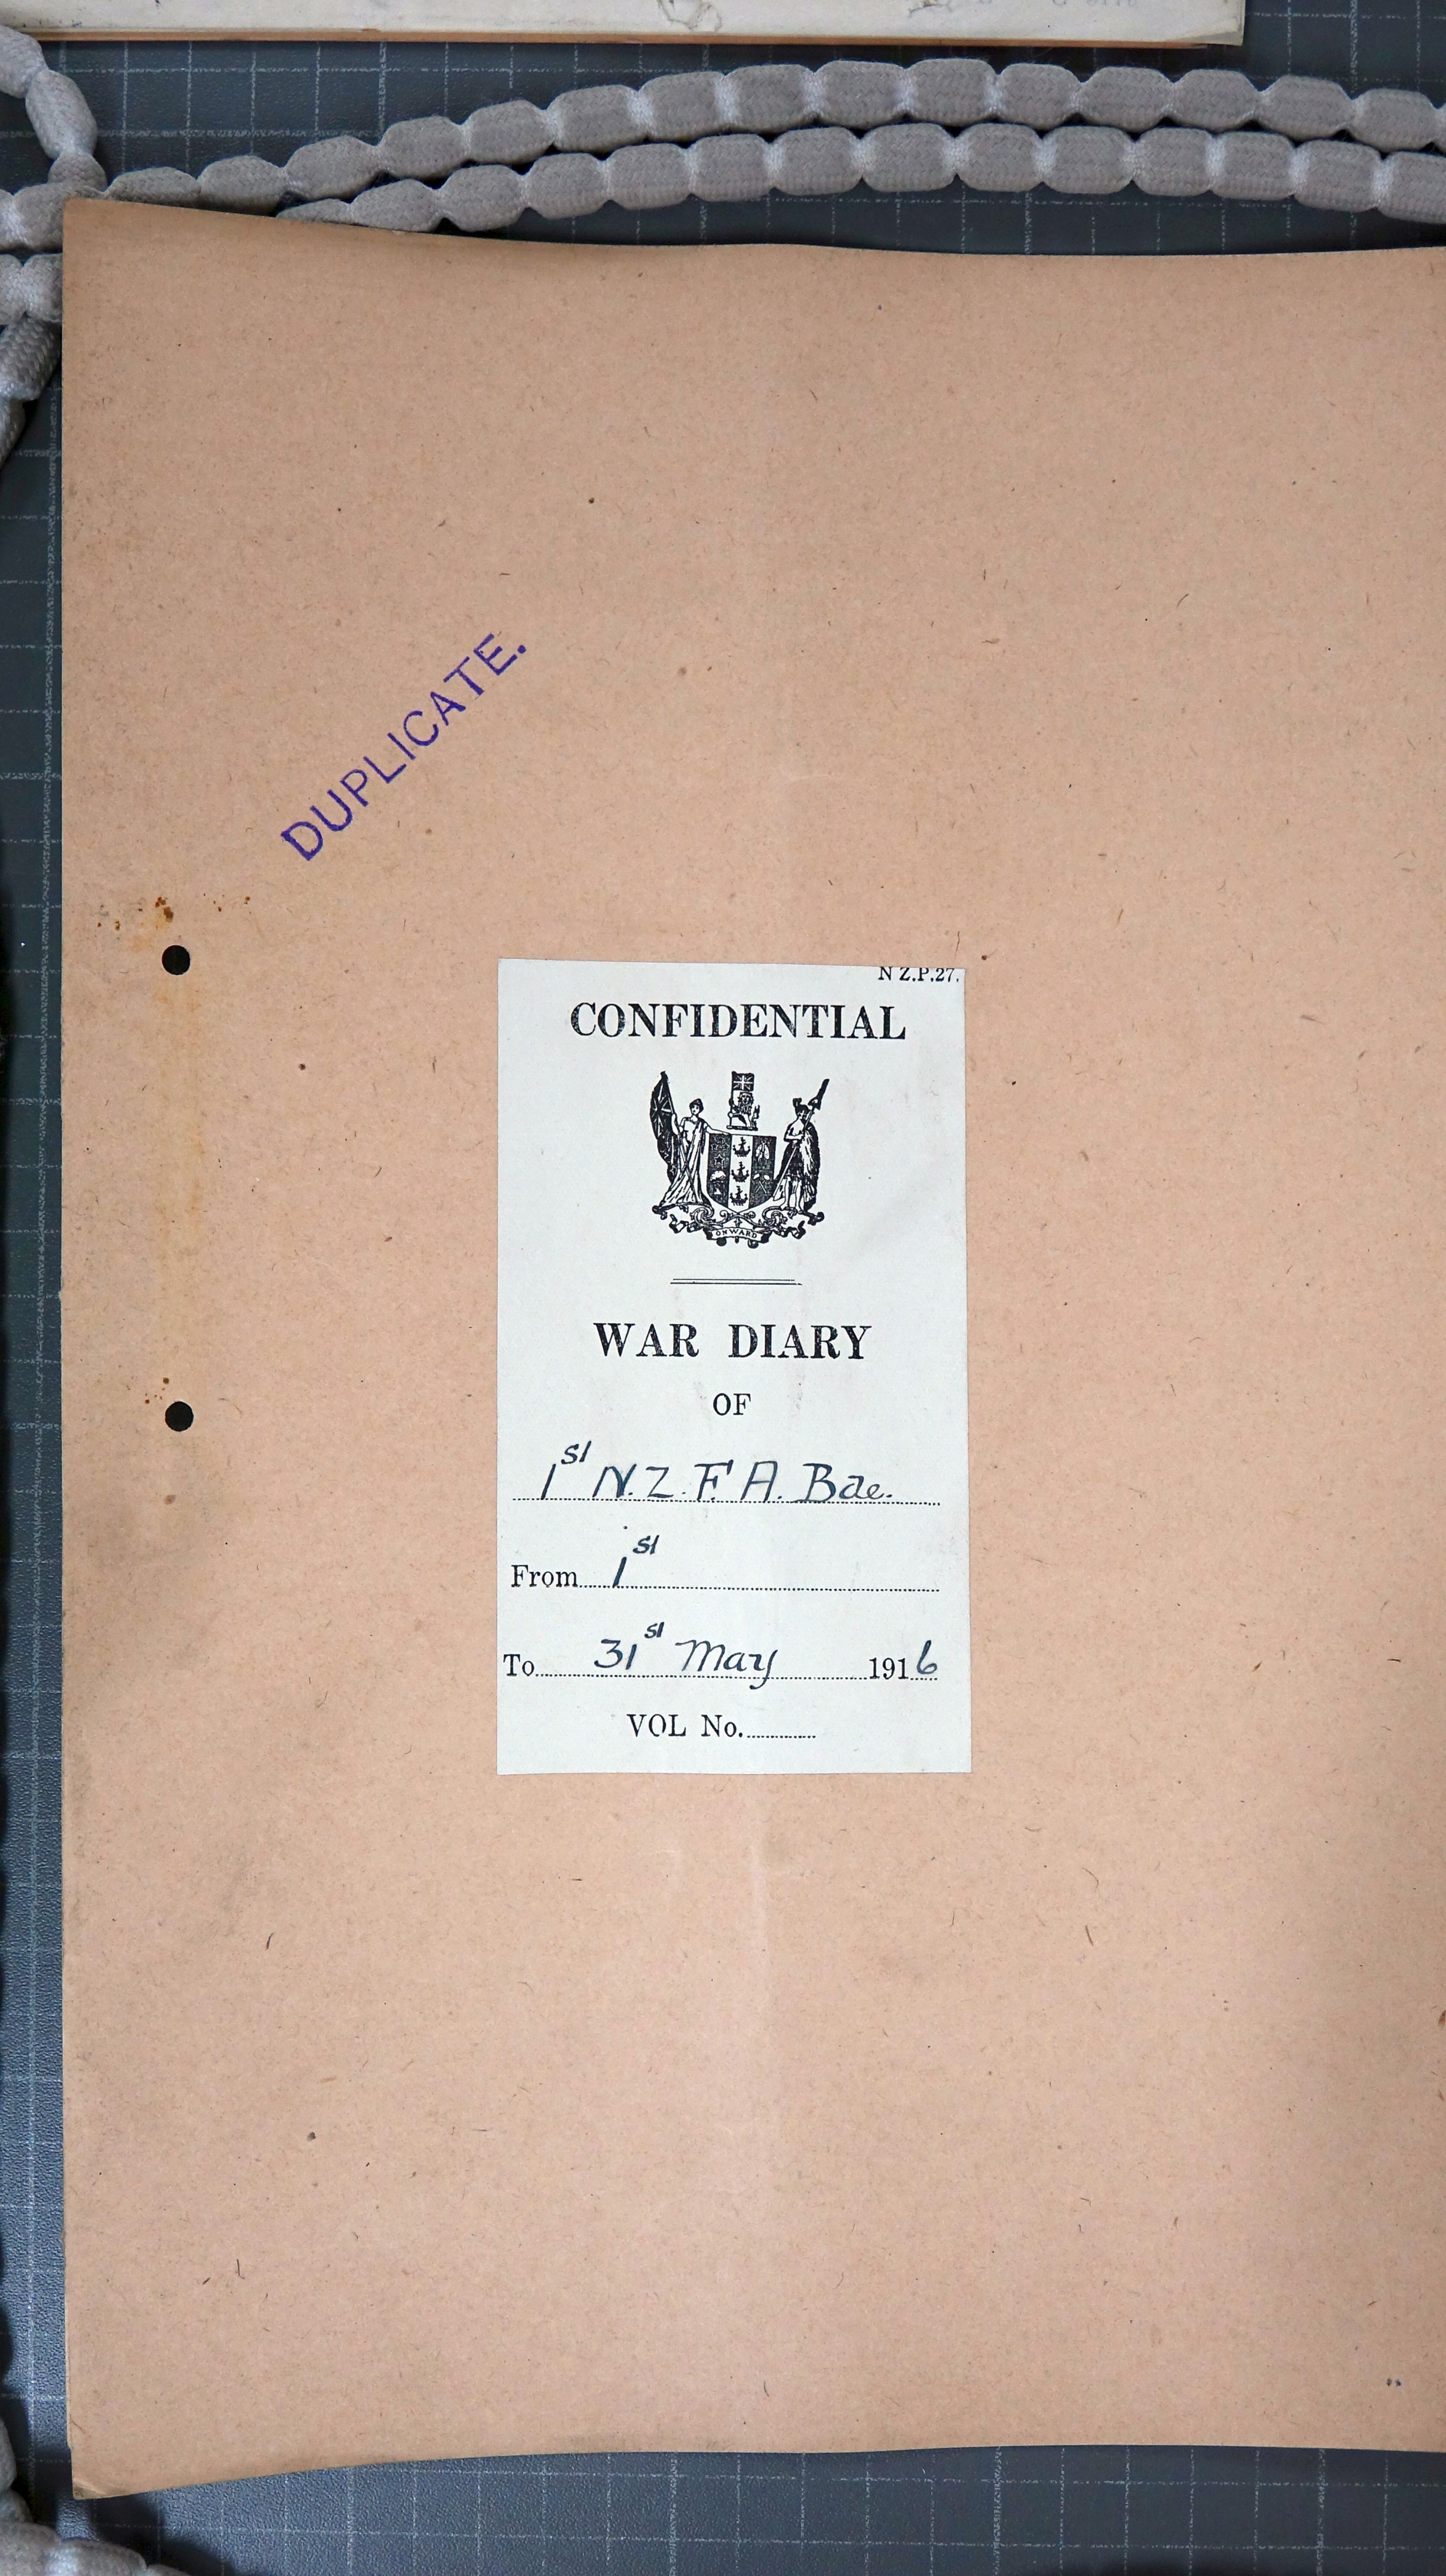 DUPLICATE.
N Z.P.27.
CONFIDENTIAL
ONWARD
WAR DIARY
OF
1st N.Z.F.A. Bde.
From 1st
To 31st May 1916
VOL No.